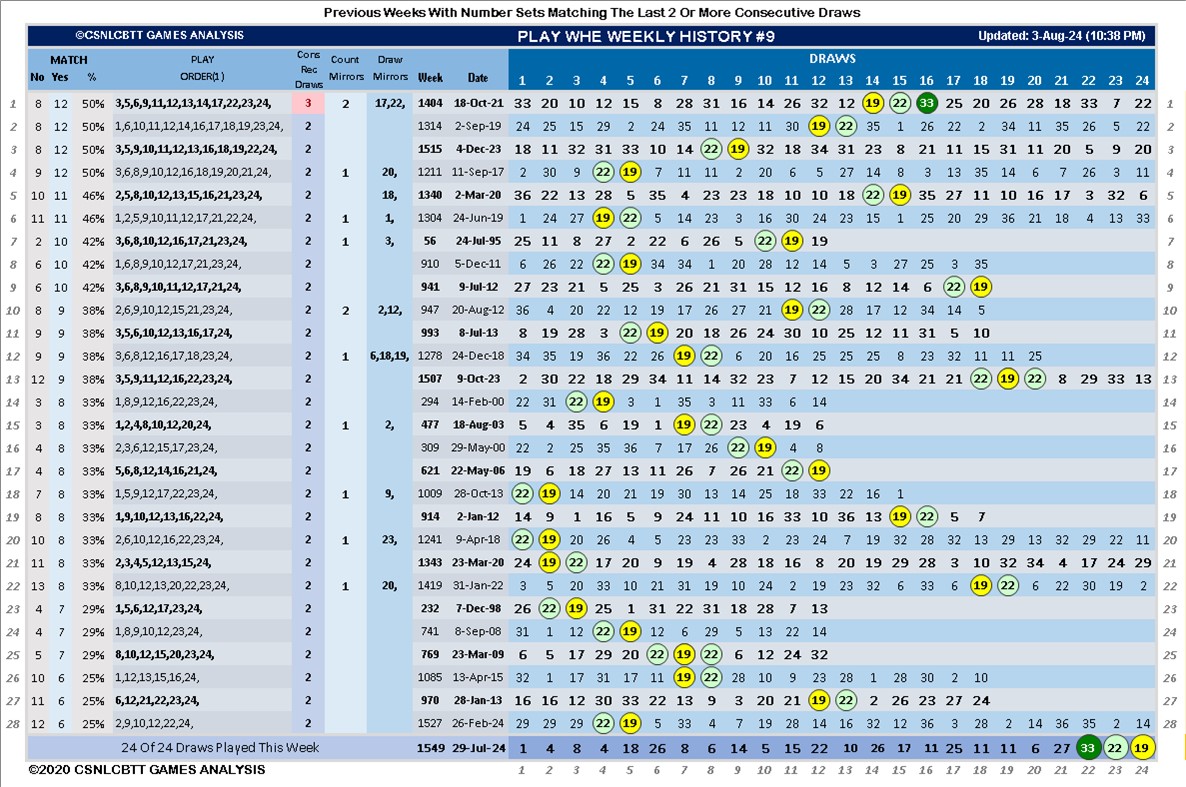 Previous Weeks With Number Sets Matching The Last 2 Or More Consecutive Draws
©CSNLCBTT GAMES ANALYSIS PLAY WHE WEEKLY HISTORY #9 Updated: 3-Aug-24 (10:38 PM)
MATCH PLAY Cons Rec Draws Count Mirrors Draw Mirrors DRAWS
No Yes % ORDER(1) Week Date 1 2 3 4 5 6 7 8 9 10 11 12 13 14 15 16 17 18 19 20 21 22 23 24
1 8 12 50% 3,5,6,9,11,12,13,14,17,22,23,24, 3 2 17,22, 1404 18-Oct-21 33 20 10 12 15 8 28 31 16 14 26 32 12 19 22 33 25 20 26 28 18 33 7 22 1
2 8 12 50% 1,6,10,11,12,14,16,17,18,19,23,24, 2 1314 2-Sep-19 24 25 15 29 2 24 35 11 12 11 30 19 22 35 1 26 22 2 34 11 35 26 5 22 2
3 8 12 50% 3,5,9,10,11,12,13,16,18,19,22,24, 2 1515 4-Dec-23 18 11 32 31 33 10 14 22 19 32 18 34 31 23 8 21 11 15 31 11 20 5 9 20 3
4 9 12 50% 3,6,8,9,10,12,16,18,19,20,21,24, 2 1 20, 1211 11-Sep-17 2 30 9 22 19 7 11 11 2 20 6 5 27 14 8 3 13 35 14 6 7 26 3 11 4
5 10 11 46% 2,5,8,10,12,13,15,16,21,23,24, 2 18, 1340 2-Mar-20 36 22 13 28 5 35 4 23 23 18 10 10 18 22 19 35 27 11 10 16 17 3 32 6 5
6 11 11 46% 1,2,5,9,10,11,12,17,21,22,24, 2 1 1, 1304 24-Jun-19 1 24 27 19 22 5 14 23 3 16 30 24 23 15 1 25 20 29 36 21 18 4 13 33 6
7 2 10 42% 3,6,8,10,12,16,17,21,23,24, 2 1 3, 56 24-Jul-95 25 11 8 27 2 22 6 26 5 22 19 19 7
8 6 10 42% 1,6,8,9,10,12,17,21,23,24, 2 910 5-Dec-11 6 26 22 22 19 34 34 1 20 28 12 14 5 3 27 25 3 35 8
9 6 10 42% 3,6,8,9,10,11,12,17,21,24, 2 941 9-Jul-12 27 23 21 5 25 3 26 21 31 15 12 16 8 12 14 6 22 19 9
10 8 9 38% 2,6,9,10,12,15,21,23,24, 2 2 2,12, 947 20-Aug-12 36 4 20 22 12 19 17 26 27 21 19 22 28 17 12 34 14 5 10
11 9 9 38% 3,5,6,10,12,13,16,17,24, 2 993 8-Jul-13 8 19 28 3 22 19 20 18 26 24 30 10 25 12 11 31 5 10 11
12 9 9 38% 3,6,8,12,16,17,18,23,24, 2 1 6,18,19, 1278 24-Dec-18 34 35 19 36 22 26 19 22 6 20 16 25 25 25 8 23 32 11 11 25 12
13 12 9 38% 3,5,9,11,12,16,22,23,24, 2 1507 9-Oct-23 2 30 22 18 29 34 11 14 32 23 7 12 15 20 34 21 21 22 19 22 8 29 33 13 13
14 3 8 33% 1,8,9,12,16,22,23,24, 2 294 14-Feb-00 22 31 22 19 3 1 35 3 11 33 6 14 14
15 3 8 33% 1,2,4,8,10,12,20,24, 2 1 2, 477 18-Aug-03 5 4 35 6 19 1 19 22 23 4 19 6 15
16 4 8 33% 2,3,6,12,15,17,23,24, 2 309 29-May-00 22 2 25 35 36 7 17 26 22 19 4 8 16
17 4 8 33% 5,6,8,12,14,16,21,24, 2 621 22-May-06 19 6 18 27 13 11 26 7 26 21 22 19 17
18 7 8 33% 1,5,9,12,17,22,23,24, 2 1 9, 1009 28-Oct-13 22 19 14 20 21 19 30 13 14 25 18 33 22 16 1 18
19 8 8 33% 1,9,10,12,13,16,22,24, 2 914 2-Jan-12 14 9 1 16 5 9 24 11 10 16 33 10 36 13 19 22 5 7 19
20 10 8 33% 2,6,10,12,16,22,23,24, 2 1 23, 1241 9-Apr-18 22 19 20 26 4 5 23 23 33 2 23 24 7 19 32 28 20 29 13 32 29 22 22 11 20
21 11 8 33% 2,3,4,5,12,13,15,24, 2 1343 23-Mar-20 24 19 22 17 20 9 19 4 28 18 16 8 20 19 29 28 3 10 32 34 4 17 24 29 21
22 13 8 33% 8,10,12,13,20,22,23,24, 2 1 20, 1419 31-Jan-22 3 5 20 33 10 21 31 19 10 24 2 19 23 32 6 33 6 19 22 6 22 30 19 2 22
23 4 7 29% 1,5,6,12,17,23,24, 2 232 7-Dec-98 26 22 19 25 1 31 22 31 18 28 7 13 23
24 4 7 29% 1,8,9,10,12,23,24, 2 741 8-Sep-08 31 1 12 22 19 12 6 29 5 13 22 14 24
25 5 7 29% 8,10,12,15,20,23,24, 2 769 23-Mar-09 6 5 17 29 20 22 19 22 6 12 24 32 25
26 10 6 25% 1,12,13,15,16,24, 2 1085 13-Apr-15 32 1 17 31 17 11 19 22 28 10 9 23 28 1 28 30 2 10 26
27 11 6 25% 6,12,21,22,23,24, 2 970 28-Jan-13 16 16 12 30 33 22 13 9 3 20 21 19 22 2 26 23 27 24 27
28 12 6 25% 2,9,10,12,22,24, 2 1527 26-Feb-24 29 29 29 22 19 5 33 4 7 19 28 14 16 32 12 36 3 28 2 14 36 35 2 14 28
24 Of 24 Draws Played This Week 1549 29-Jul-24 1 4 8 4 18 26 8 6 14 5 15 22 10 26 17 11 25 11 11 6 27 33 22 19
©2020 CSNLCBTT GAMES ANALYSIS 1 2 3 4 5 6 7 8 9 10 11 12 13 14 15 16 17 18 19 20 21 22 23 24